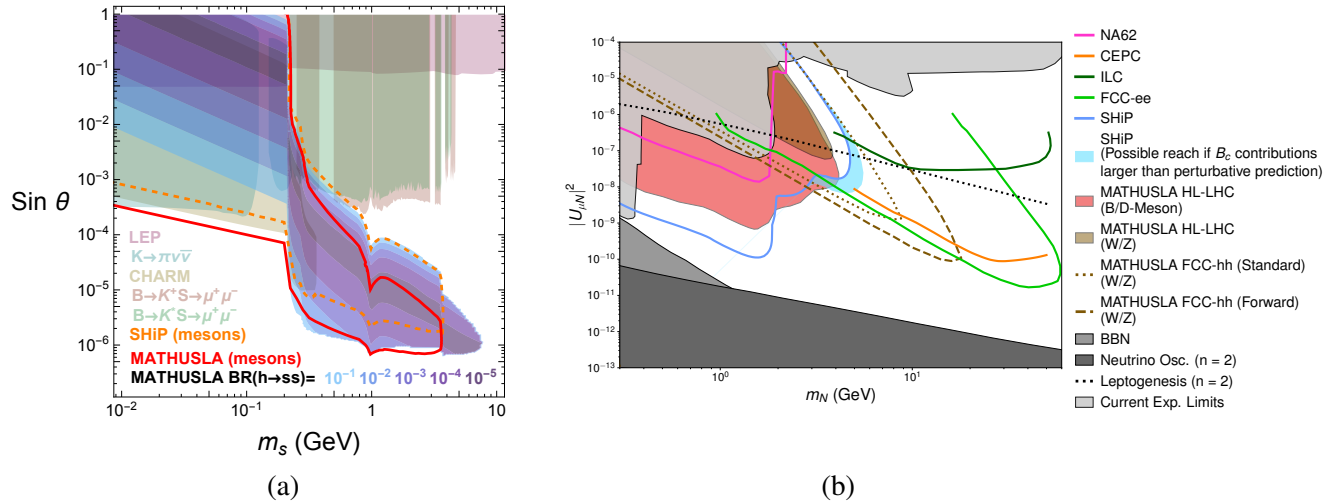 1
10⁻¹
10⁻²
10⁻³
10⁻⁴
10⁻⁵
10⁻⁶
Sin θ
LEP
K→πνν̅
CHARM
B→K⁺S→μ⁺μ⁻
B→K*S→μ⁺μ⁻
SHiP (mesons)
MATHUSLA (mesons)
MATHUSLA BR(h→ss)= 10⁻¹ 10⁻² 10⁻³ 10⁻⁴ 10⁻⁵
10⁻² 10⁻¹ 1 10
mₛ (GeV)
(a)
10⁻⁴
10⁻⁵
10⁻⁶
10⁻⁷
10⁻⁸
10⁻⁹
10⁻¹⁰
10⁻¹¹
10⁻¹²
10⁻¹³
|U_μN|²
10⁰ 10¹
m_N (GeV)
(b)
NA62
CEPC
ILC
FCC-ee
SHiP
SHiP
(Possible reach if B_c contributions
larger than perturbative prediction)
MATHUSLA HL-LHC
(B/D-Meson)
MATHUSLA HL-LHC
(W/Z)
MATHUSLA FCC-hh (Standard)
(W/Z)
MATHUSLA FCC-hh (Forward)
(W/Z)
BBN
Neutrino Osc. (n = 2)
Leptogenesis (n = 2)
Current Exp. Limits